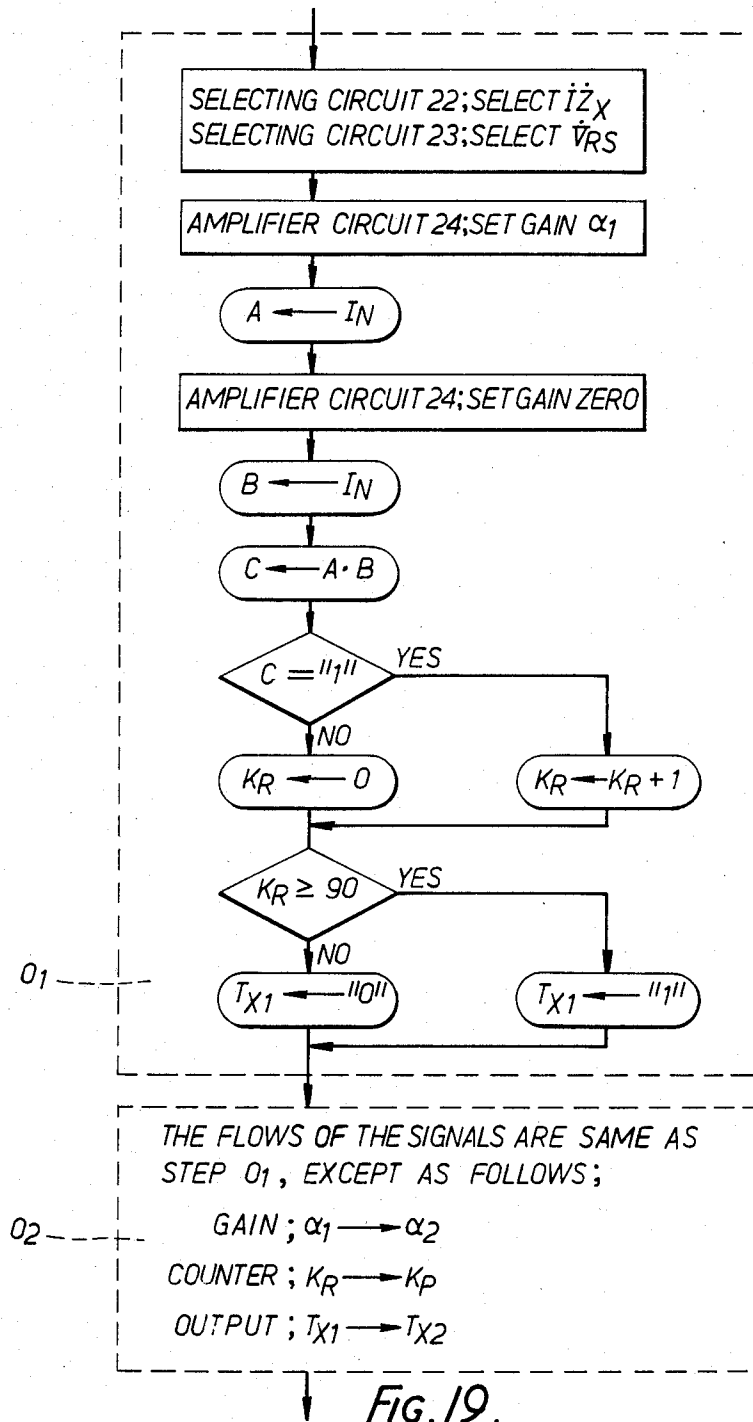 SELECTING CIRCUIT 22; SELECT İŻX
SELECTING CIRCUIT 23; SELECT V̇RS
AMPLIFIER CIRCUIT 24; SET GAIN α1
A ← IN
AMPLIFIER CIRCUIT 24; SET GAIN ZERO
B ← IN
C ← A · B
C = "1"
YES
NO
KR ← 0
KR ← KR + 1
KR ≥ 90
YES
NO
O1
TX1 ← "0"
TX1 ← "1"
THE FLOWS OF THE SIGNALS ARE SAME AS
STEP O1, EXCEPT AS FOLLOWS;
O2
GAIN; α1 → α2
COUNTER; KR → KP
OUTPUT; TX1 → TX2
FIG. 19.